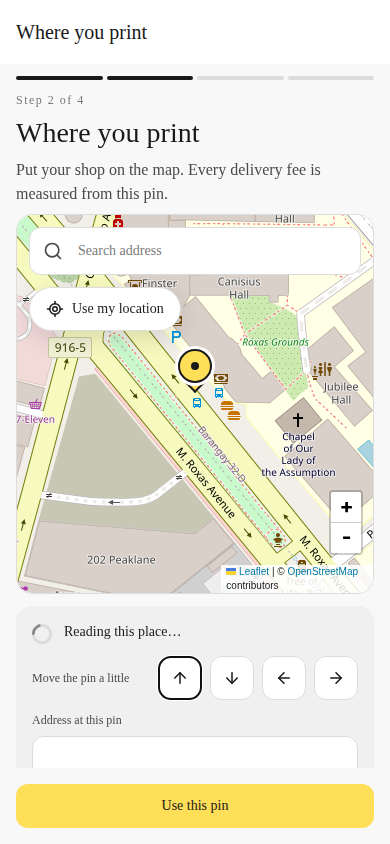 Where you print
Step 2 of 4
Where you print
Put your shop on the map. Every delivery fee is
measured from this pin.
Hall
Search address
Finster
Canisius
Hall
Use my location
P
Roxas Grounds
916-5
Jubilee
Hall
7-Eleven
Chapel
of Our
Lady of
the Assumption
Barangay 32-D
M. Roxas Avenue
+
-
202 Peaklane
Leaflet | © OpenStreetMap
contributors
Reading this place…
Move the pin a little
Address at this pin
Use this pin